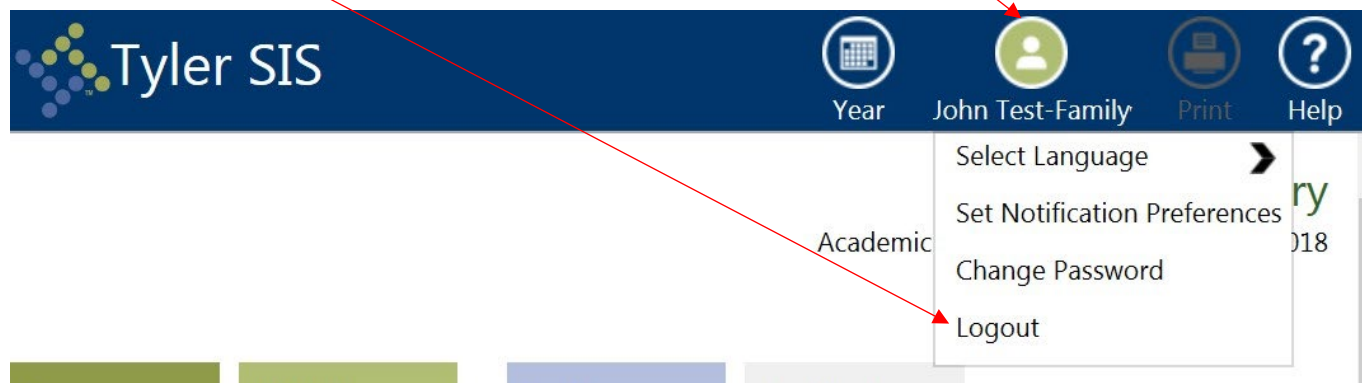 Tyler SIS
Year John Test-Family Print Help
Select Language
ry
Set Notification Preferences
Academic 018
Change Password
Logout